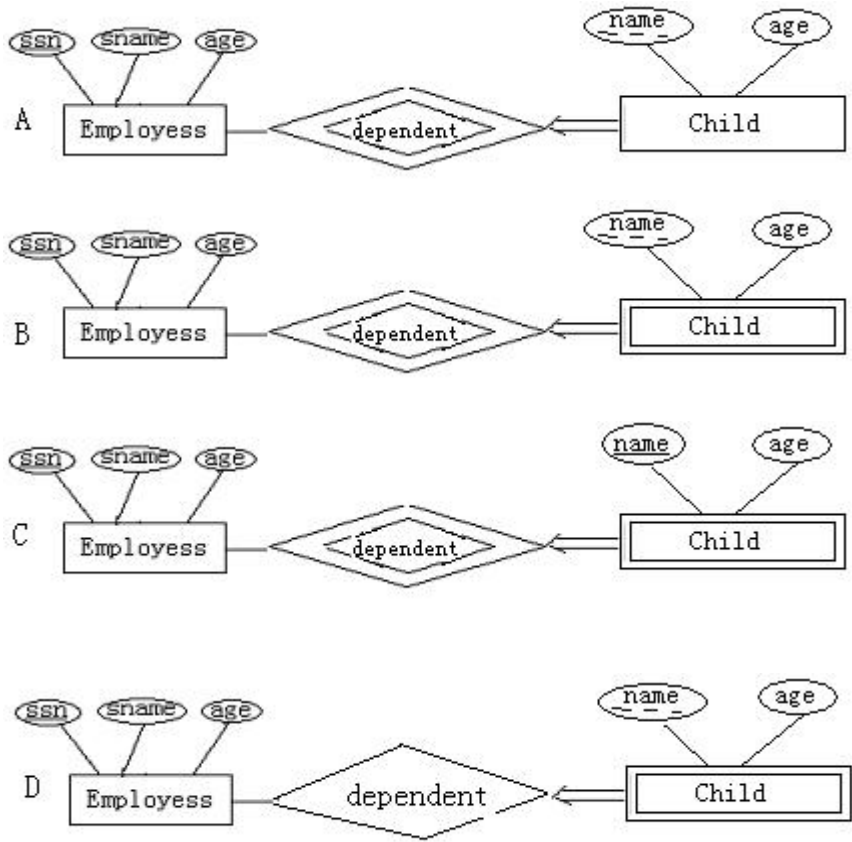 ssn sname age name age
A Employess dependent Child
ssn sname age name age
B Employess dependent Child
ssn sname age name age
C Employess dependent Child
ssn sname age name age
D Employess dependent Child